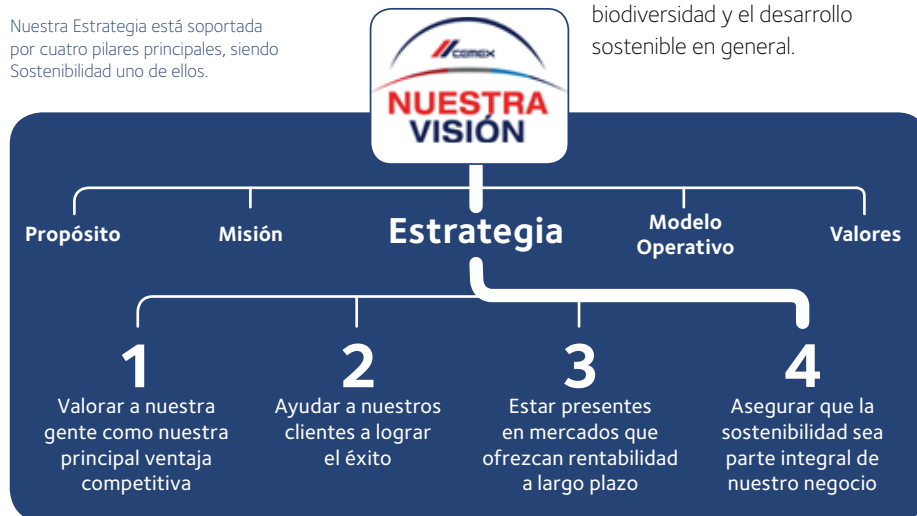 Nuestra Estrategia está soportada
por cuatro pilares principales, siendo
Sostenibilidad uno de ellos.
biodiversidad y el desarrollo
sostenible en general.
CEMEX
NUESTRA
VISIÓN
Propósito
Misión
Estrategia
Modelo
Operativo
Valores
1
Valorar a nuestra
gente como nuestra
principal ventaja
competitiva
2
Ayudar a nuestros
clientes a lograr
el éxito
3
Estar presentes
en mercados que
ofrezcan rentabilidad
a largo plazo
4
Asegurar que la
sostenibilidad sea
parte integral de
nuestro negocio